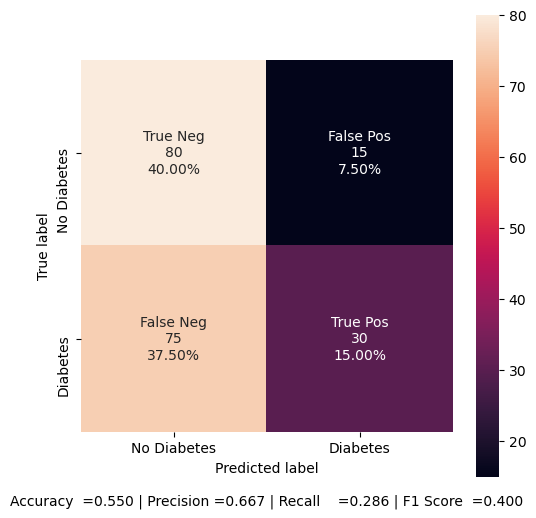 True Neg
80
40.00%
False Pos
15
7.50%
False Neg
75
37.50%
True Pos
30
15.00%
No Diabetes
Diabetes
True label
No Diabetes
Diabetes
Predicted label
80
70
60
50
40
30
20
Accuracy =0.550 | Precision =0.667 | Recall =0.286 | F1 Score =0.400